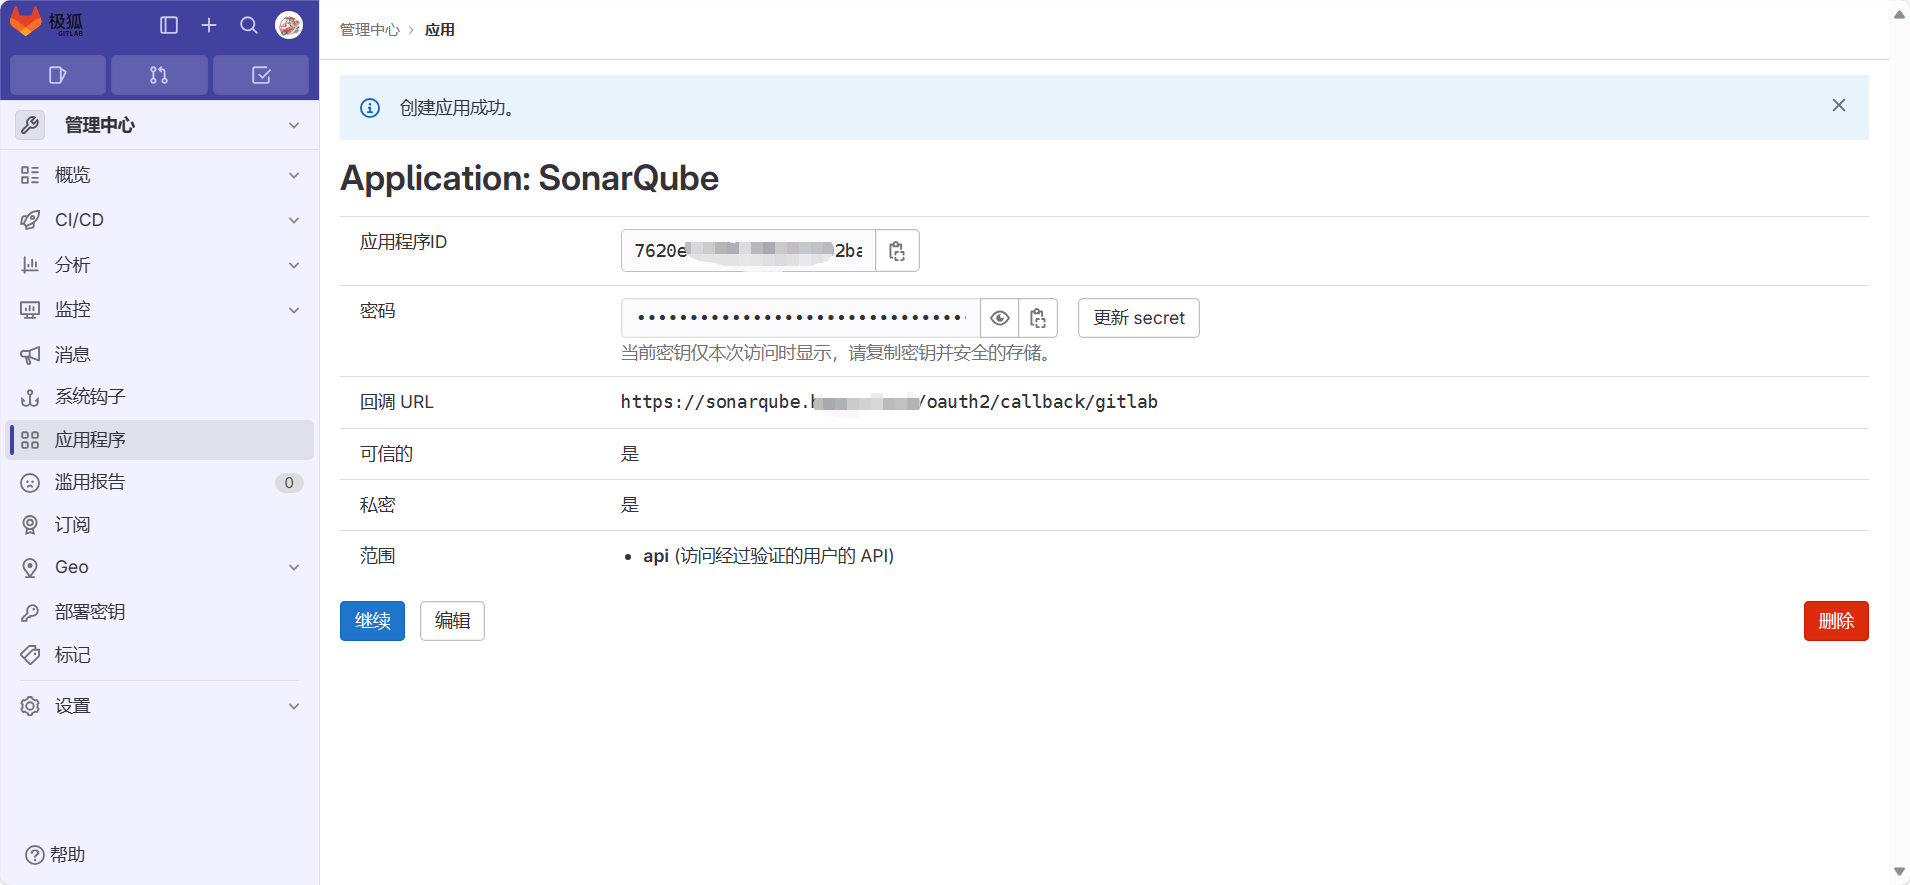 极狐
GITLAB
管理中心
概览
CI/CD
分析
监控
消息
系统钩子
应用程序
滥用报告 0
订阅
Geo
部署密钥
标记
设置
帮助
管理中心 › 应用
创建应用成功。
Application: SonarQube
应用程序ID 7620e 2ba
密码 更新 secret
当前密钥仅本次访问时显示，请复制密钥并安全的存储。
回调 URL https://sonarqube. /oauth2/callback/gitlab
可信的 是
私密 是
范围 • api (访问经过验证的用户的 API)
继续 编辑 删除